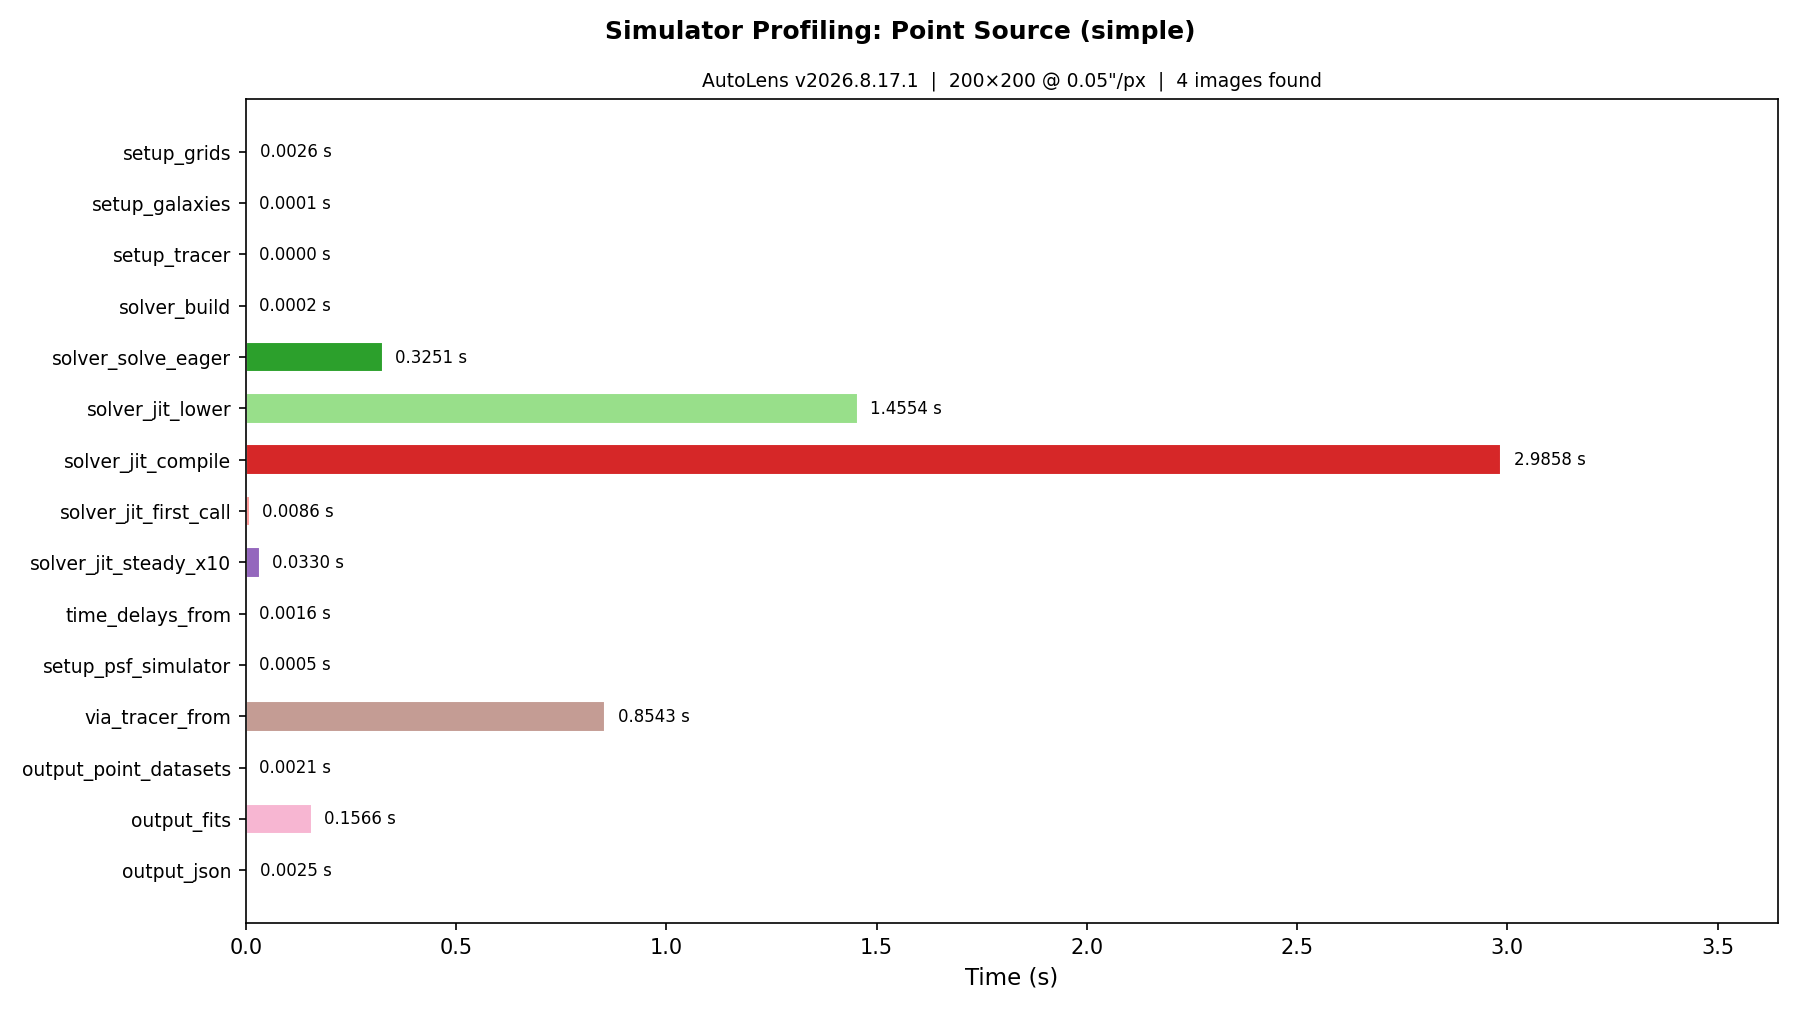 Simulator Profiling: Point Source (simple)
AutoLens v2026.8.17.1 | 200×200 @ 0.05"/px | 4 images found
setup_grids 0.0026 s
setup_galaxies 0.0001 s
setup_tracer 0.0000 s
solver_build 0.0002 s
solver_solve_eager 0.3251 s
solver_jit_lower 1.4554 s
solver_jit_compile 2.9858 s
solver_jit_first_call 0.0086 s
solver_jit_steady_x10 0.0330 s
time_delays_from 0.0016 s
setup_psf_simulator 0.0005 s
via_tracer_from 0.8543 s
output_point_datasets 0.0021 s
output_fits 0.1566 s
output_json 0.0025 s
0.0 0.5 1.0 1.5 2.0 2.5 3.0 3.5
Time (s)